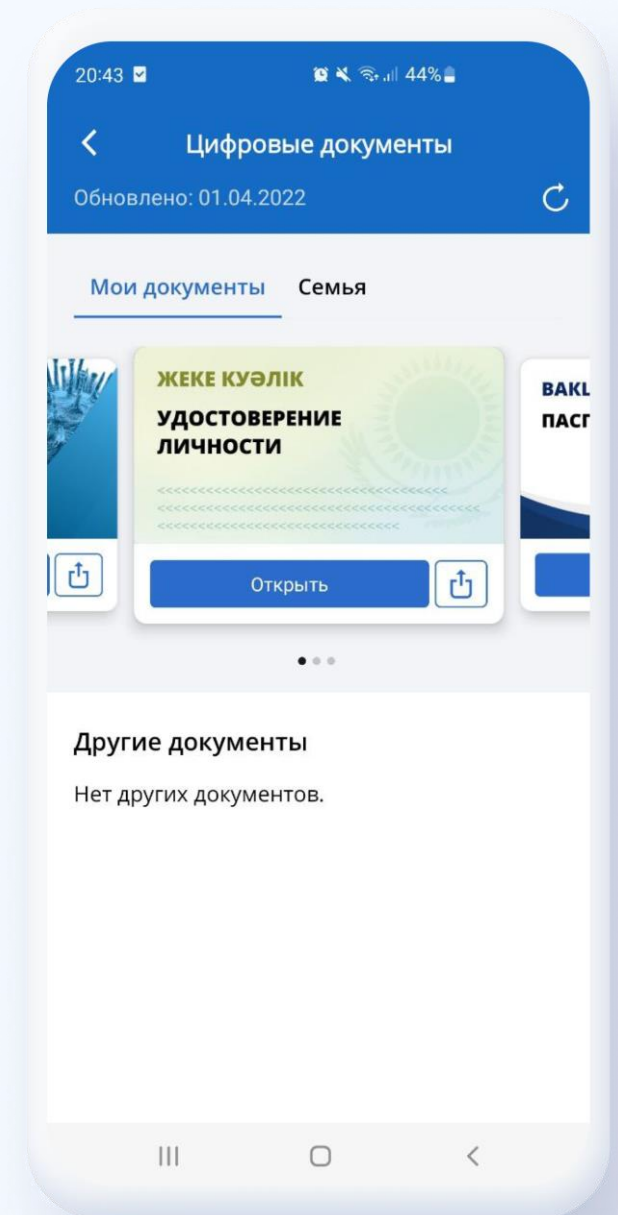 20:43
44%
Цифровые документы
Обновлено: 01.04.2022
Мои документы Семья
ЖЕКЕ КУӘЛІК
УДОСТОВЕРЕНИЕ
ЛИЧНОСТИ
Открыть
Другие документы
Нет других документов.